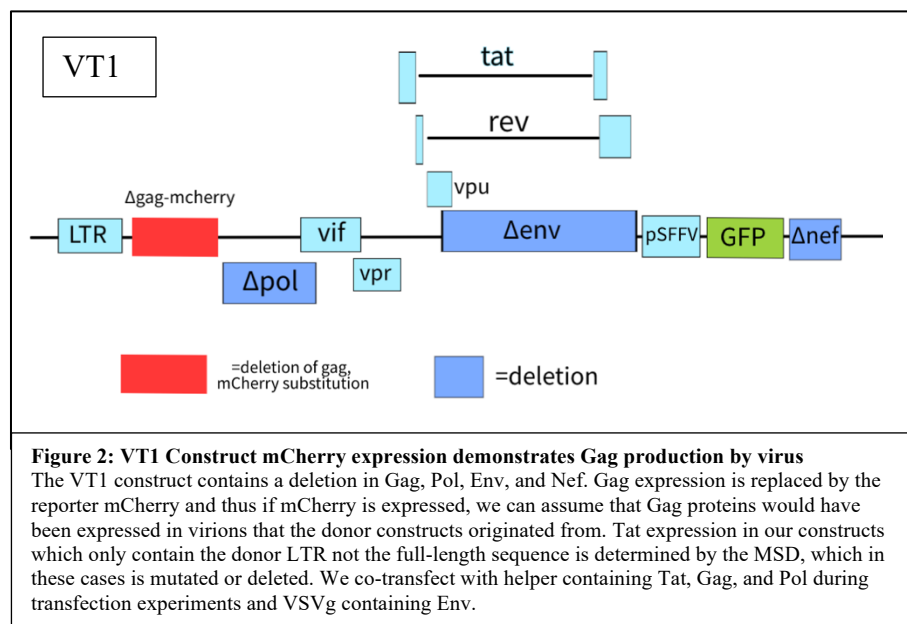 VT1
tat
rev
vpu
Δgag-mcherry
LTR
vif
Δenv
pSFFV
GFP
Δnef
Δpol
vpr
=deletion of gag,
mCherry substitution
=deletion
Figure 2: VT1 Construct mCherry expression demonstrates Gag production by virus
The VT1 construct contains a deletion in Gag, Pol, Env, and Nef. Gag expression is replaced by the
reporter mCherry and thus if mCherry is expressed, we can assume that Gag proteins would have
been expressed in virions that the donor constructs originated from. Tat expression in our constructs
which only contain the donor LTR not the full-length sequence is determined by the MSD, which in
these cases is mutated or deleted. We co-transfect with helper containing Tat, Gag, and Pol during
transfection experiments and VSVg containing Env.